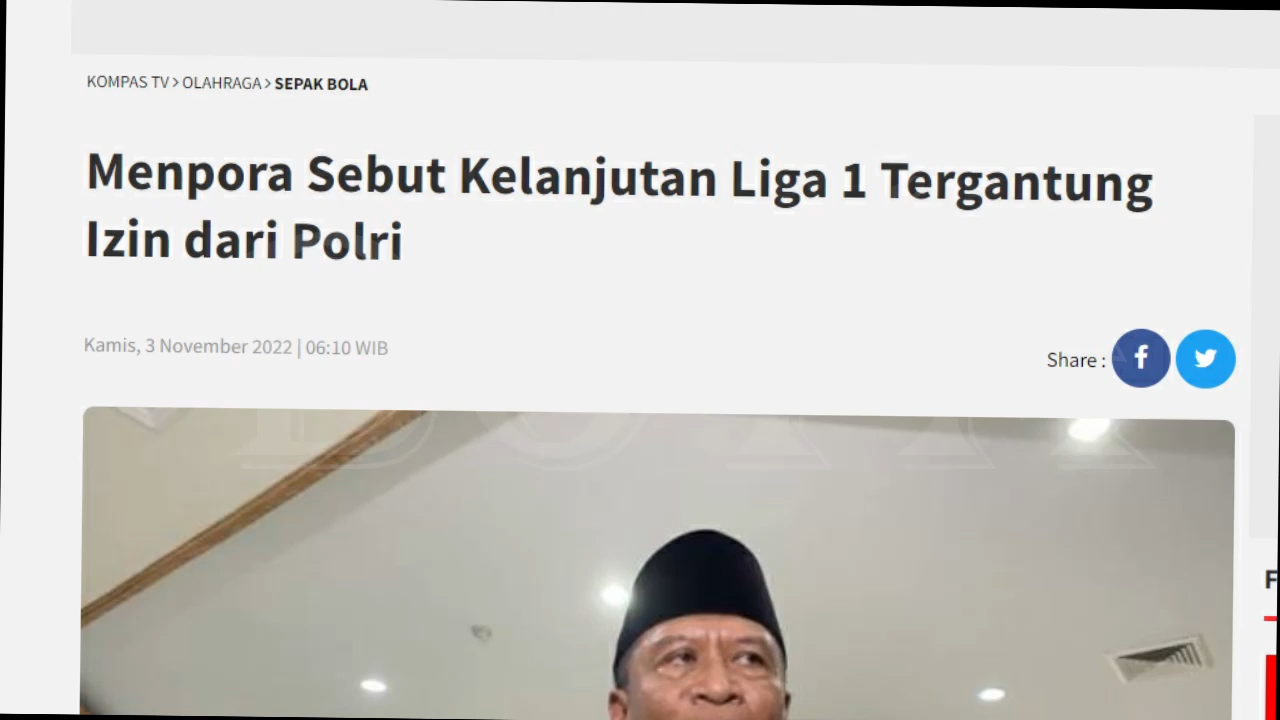 KOMPAS TV > OLAHRAGA > SEPAK BOLA
Menpora Sebut Kelanjutan Liga 1 Tergantung
Izin dari Polri
Kamis, 3 November 2022 | 06:10 WIB
Share :